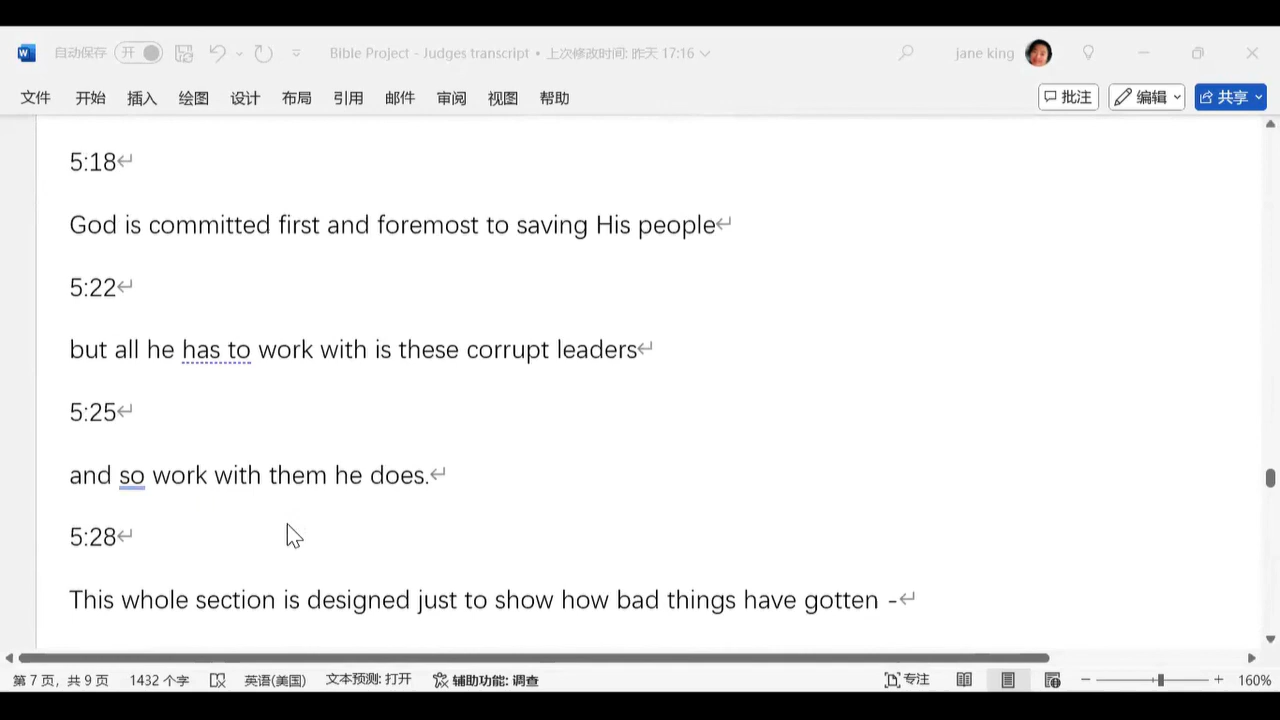 自动保存 开 Bible Project - Judges transcript • 上次修改时间: 昨天 17:16 jane king
文件 开始 插入 绘图 设计 布局 引用 邮件 审阅 视图 帮助 批注 编辑 共享
5:18
God is committed first and foremost to saving His people
5:22
but all he has to work with is these corrupt leaders
5:25
and so work with them he does.
5:28
This whole section is designed just to show how bad things have gotten -
第 7 页，共 9 页 1432 个字 英语(美国) 文本预测: 打开 辅助功能: 调查 专注 160%